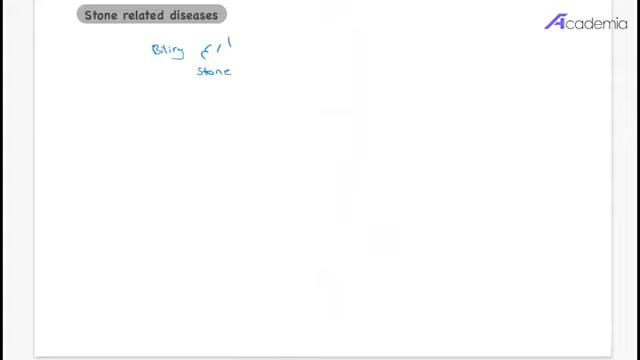 Stone related diseases
Academia
Biliry
stone